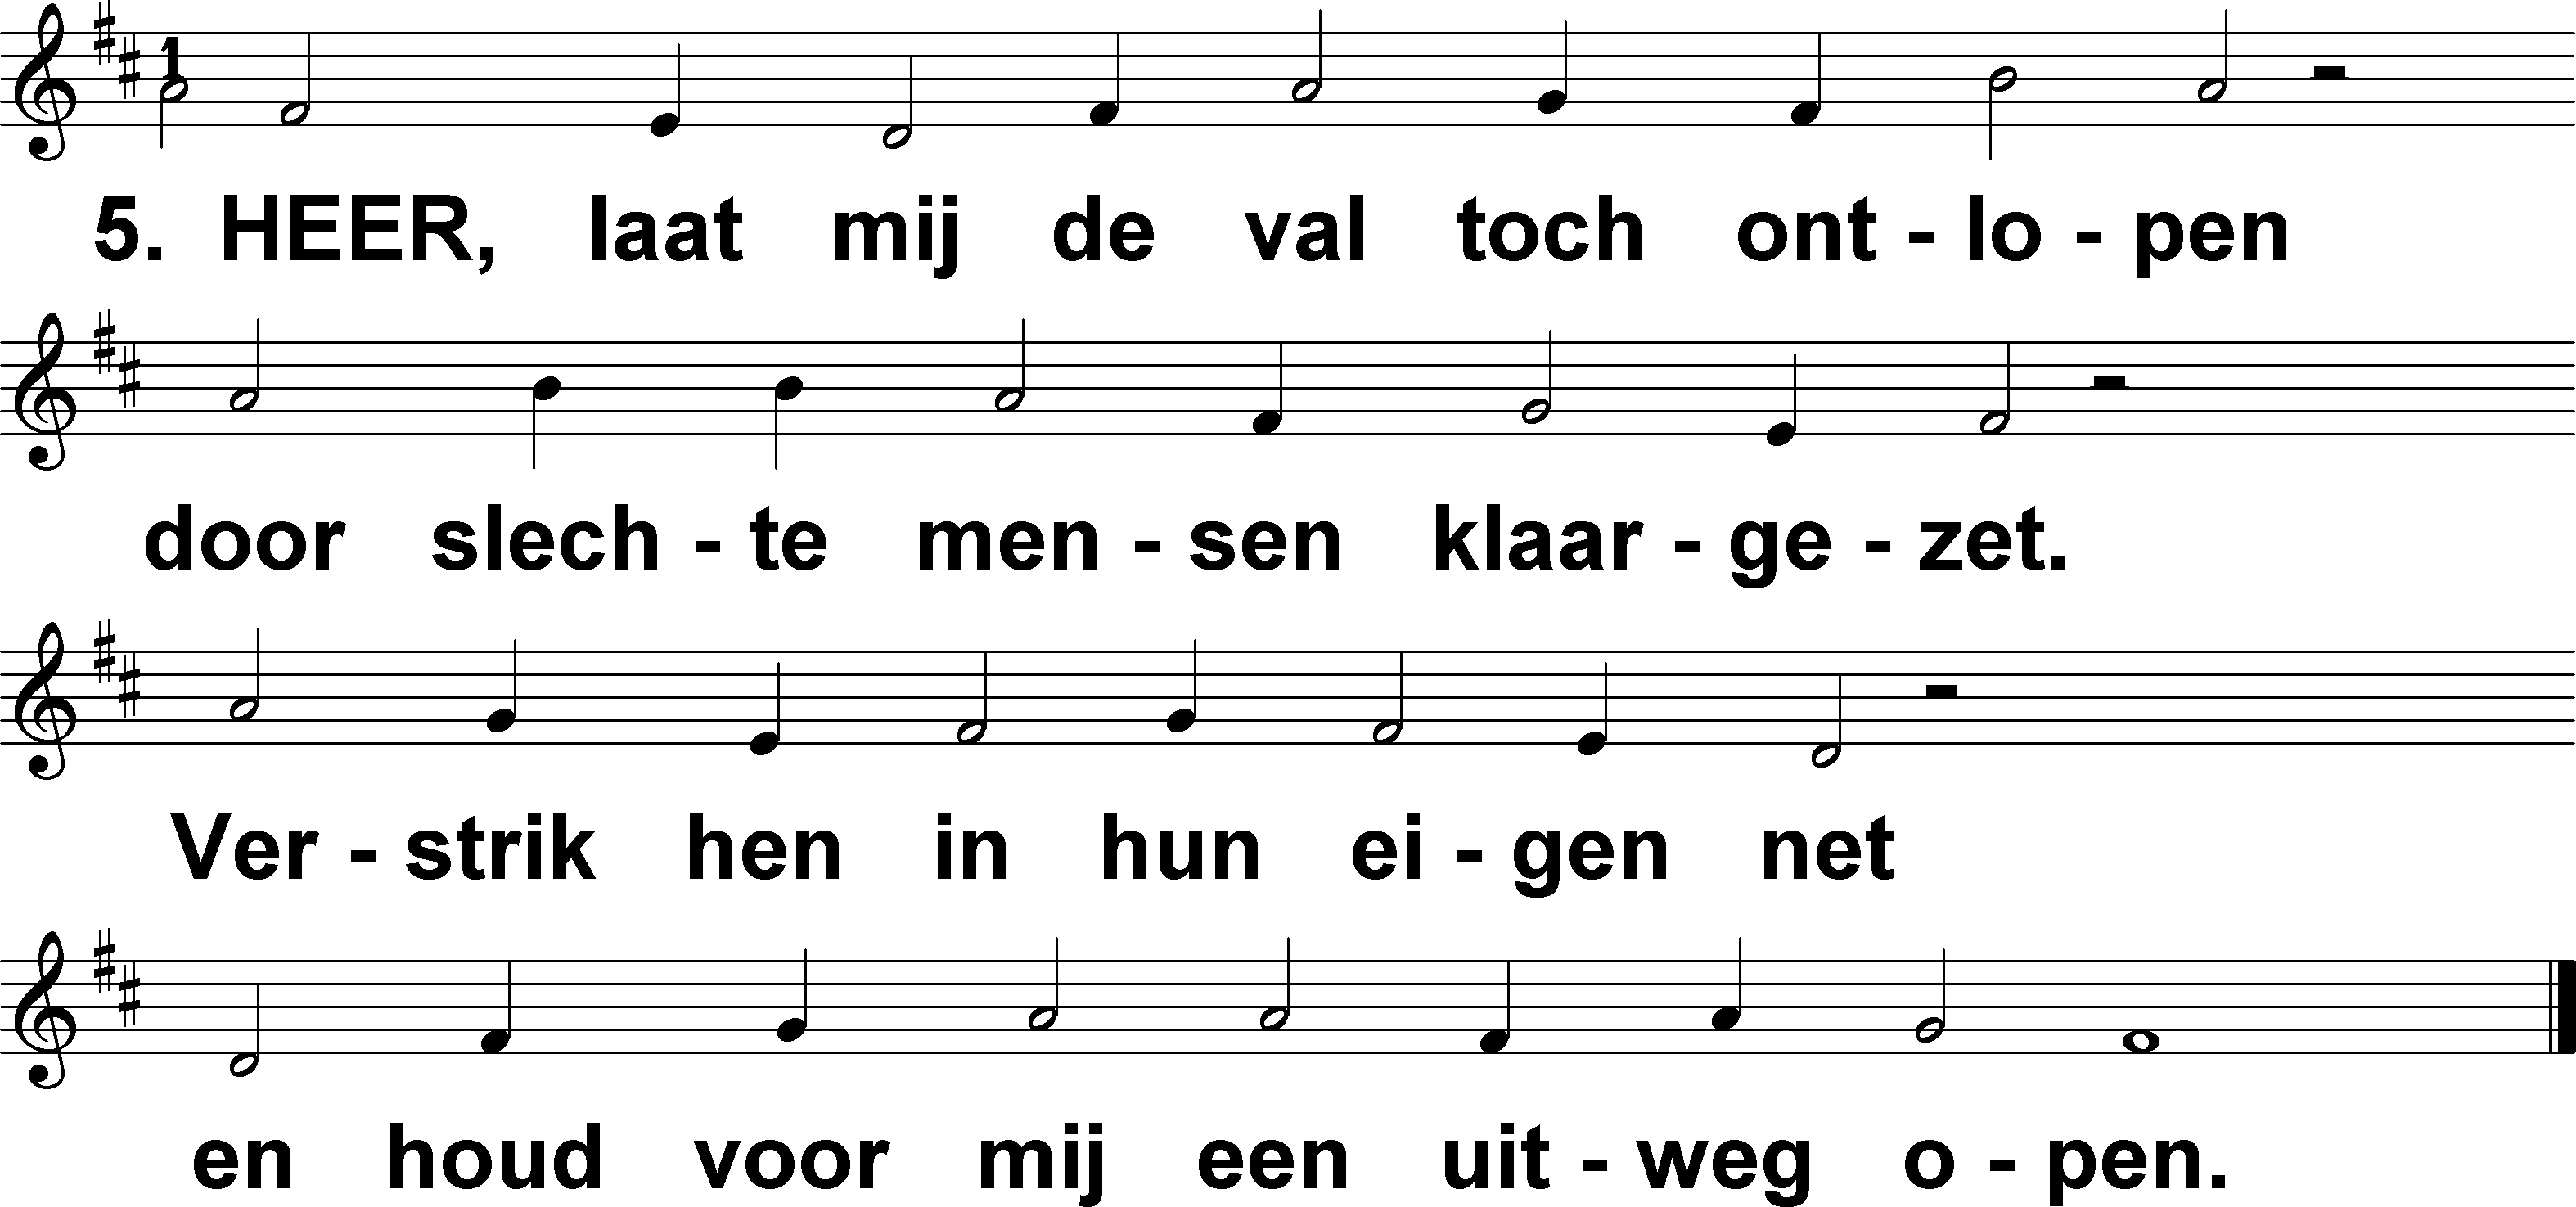 1
5. HEER, laat mij de val toch ont - lo - pen
door slech - te men - sen klaar - ge - zet.
Ver - strik hen in hun ei - gen net
en houd voor mij een uit - weg o - pen.